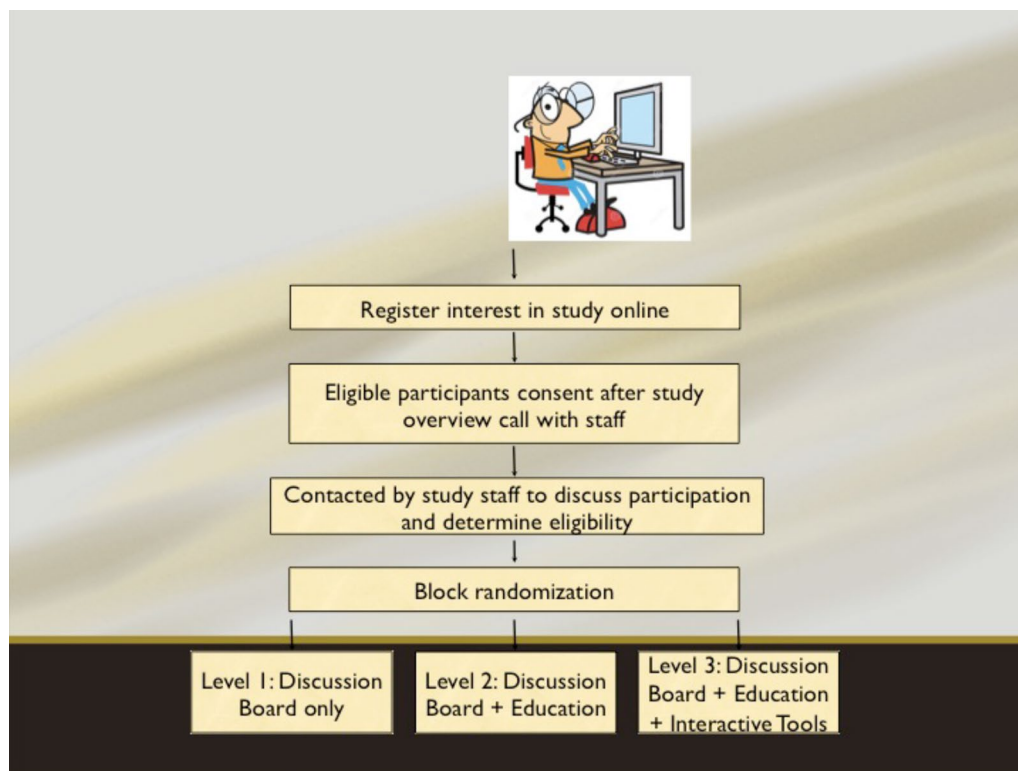 Register interest in study online
Eligible participants consent after study
overview call with staff
Contacted by study staff to discuss participation
and determine eligibility
Block randomization
Level 1: Discussion
Board only
Level 2: Discussion
Board + Education
Level 3: Discussion
Board + Education
+ Interactive Tools